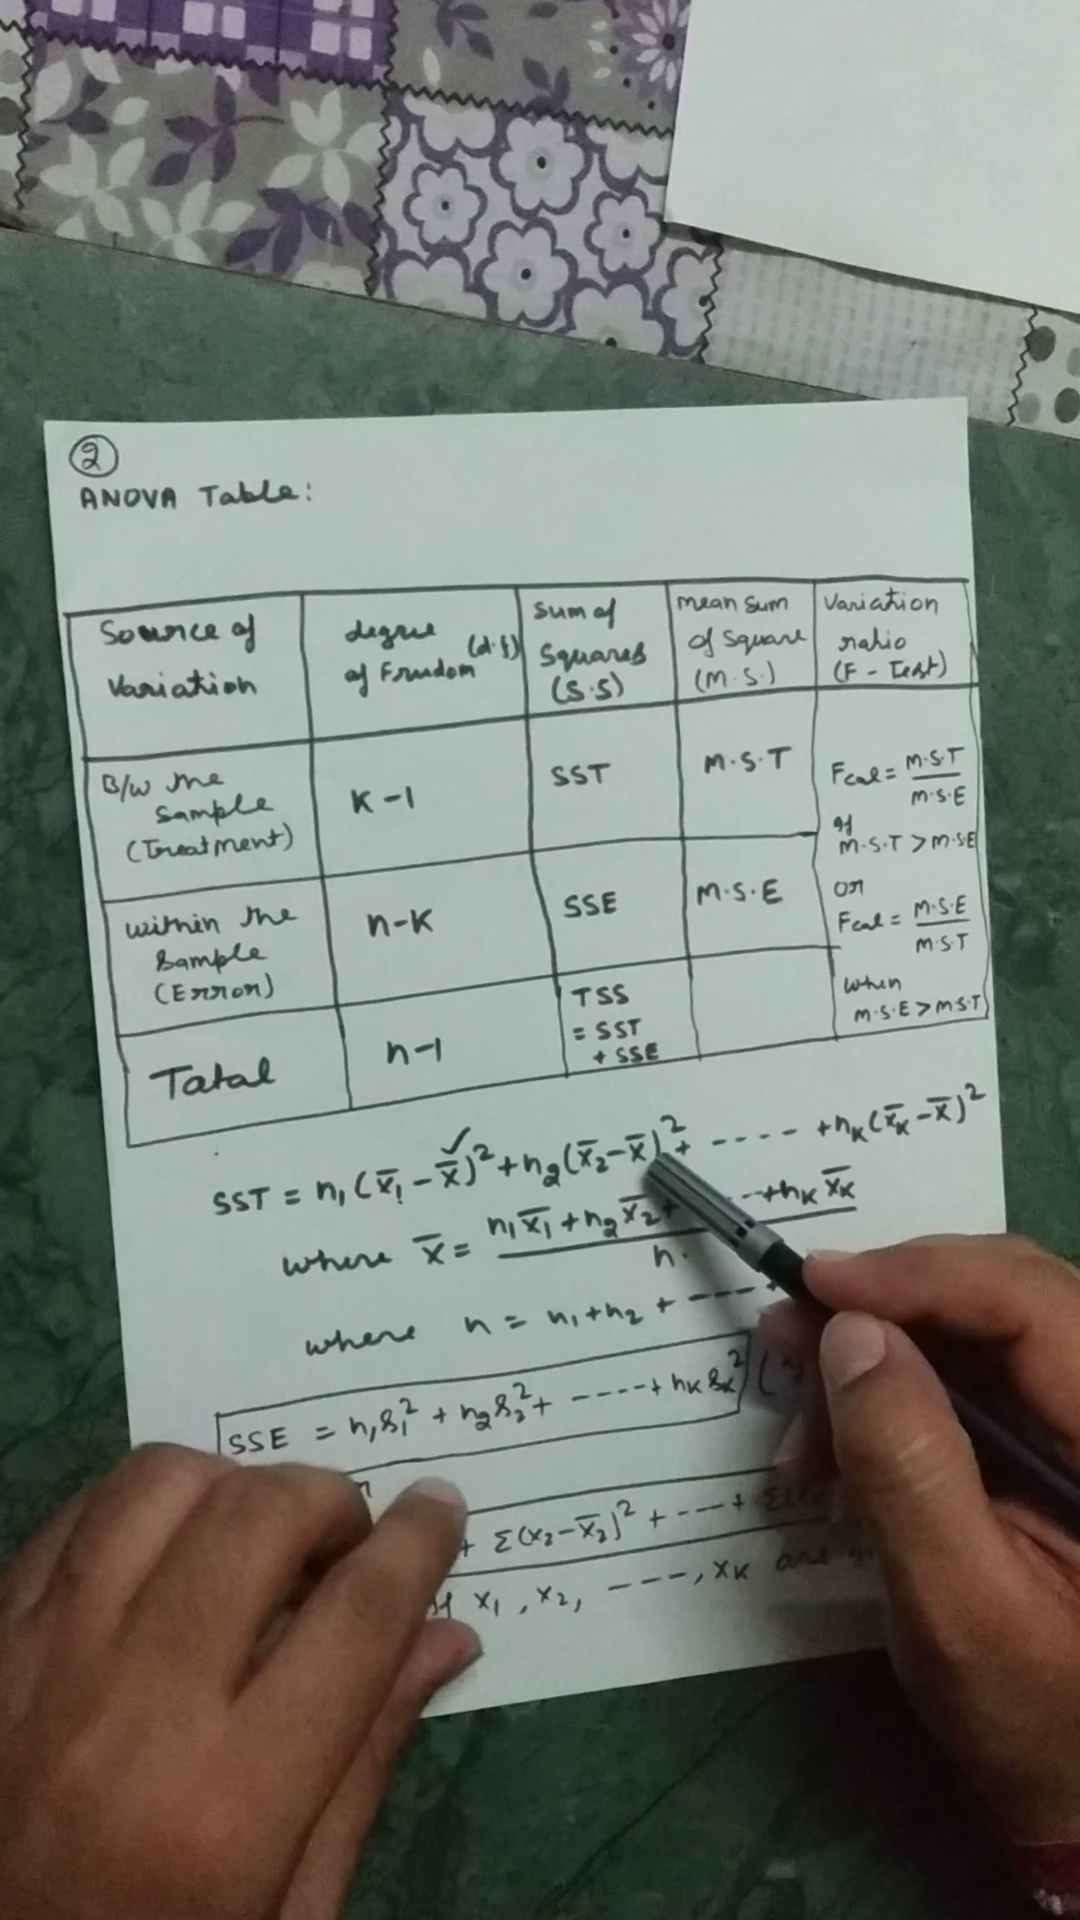 2
ANOVA Table:
Source of Variation
degree of Freedom (d.f)
Sum of Squares (S.S)
mean sum of Square (M.S.)
Variation ratio (F-Test)
B/w the Sample (Treatment)
K-1
SST
M.S.T
Fcal = M.S.T / M.S.E
if M.S.T > M.S.E
or
Fcal = M.S.E / M.S.T
when M.S.E > M.S.T
within the Sample (Error)
n-K
SSE
M.S.E
Tatal
n-1
TSS = SST + SSE
SST = n₁(x̄₁ - x̄)² + n₂(x̄₂ - x̄)² + ---- + nₖ(x̄ₖ - x̄)²
where x̄ = n₁x̄₁ + n₂x̄₂ + -- + nₖx̄ₖ / n.
where n = n₁ + n₂ + ---- +
SSE = n₁s₁² + n₂s₂² + ---- + nₖsₖ² (
+ Σ(x₂ - x̄₂)² + --- + Σ(
if x₁, x₂, ---, xₖ are